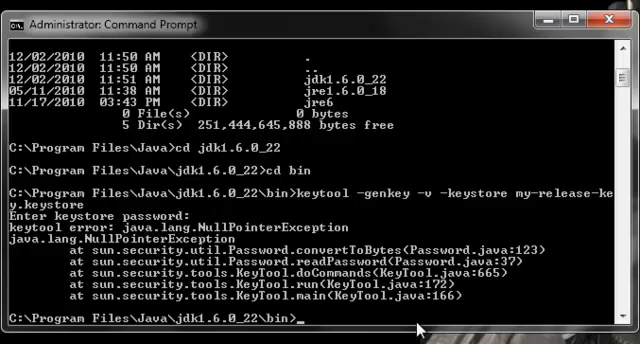 Administrator: Command Prompt
12/02/2010 11:50 AM <DIR> .
12/02/2010 11:50 AM <DIR> ..
12/02/2010 11:51 AM <DIR> jdk1.6.0_22
05/11/2010 11:38 AM <DIR> jre1.6.0_18
11/17/2010 03:43 PM <DIR> jre6
0 File(s) 0 bytes
5 Dir(s) 251,444,645,888 bytes free
C:\Program Files\Java>cd jdk1.6.0_22
C:\Program Files\Java\jdk1.6.0_22>cd bin
C:\Program Files\Java\jdk1.6.0_22\bin>keytool -genkey -v -keystore my-release-ke
y.keystore
Enter keystore password:
keytool error: java.lang.NullPointerException
java.lang.NullPointerException
at sun.security.util.Password.convertToBytes(Password.java:123)
at sun.security.util.Password.readPassword(Password.java:37)
at sun.security.tools.KeyTool.doCommands(KeyTool.java:665)
at sun.security.tools.KeyTool.run(KeyTool.java:172)
at sun.security.tools.KeyTool.main(KeyTool.java:166)
C:\Program Files\Java\jdk1.6.0_22\bin>_